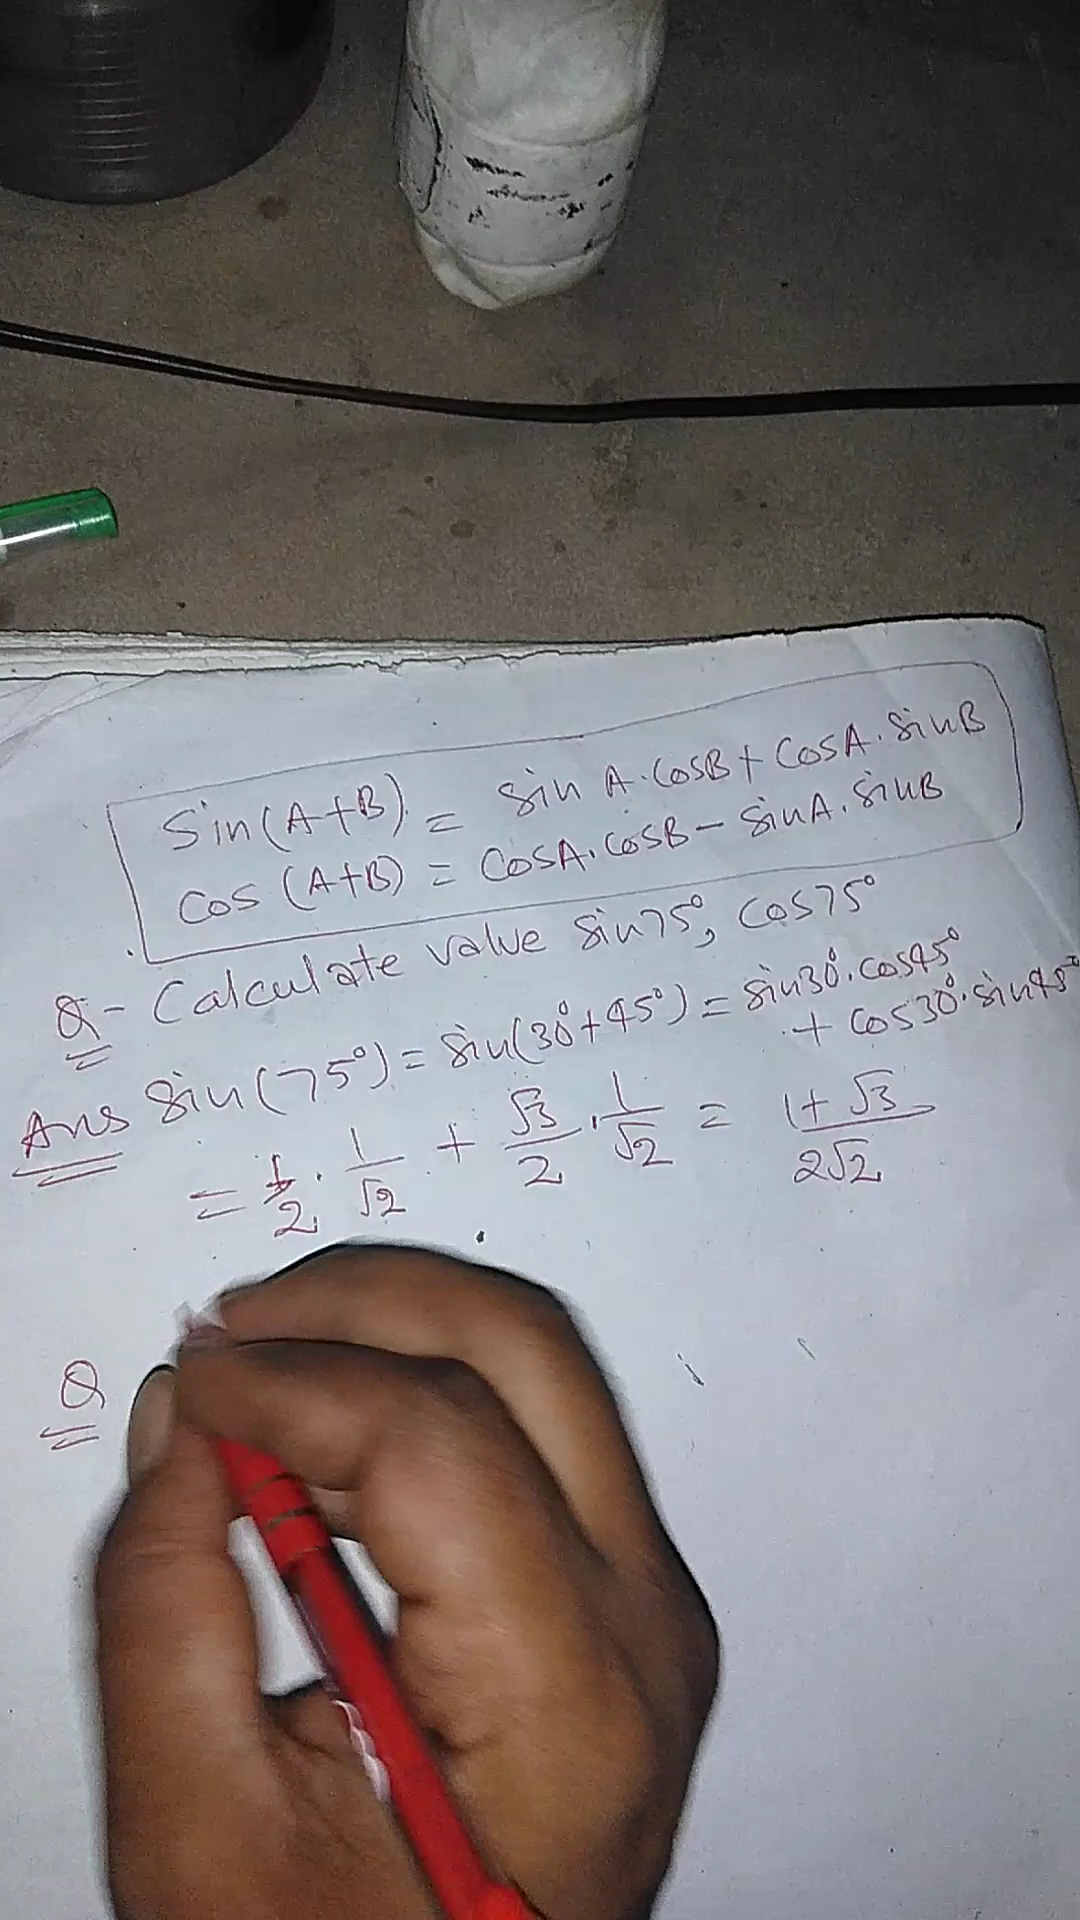 Sin(A+B) = sin A.cosB + cosA.sinB
cos (A+B) = cosA.cosB - sinA.sinB
Q - Calculate value sin75°, cos75°
Ans sin(75°) = sin(30°+45°) = sin30°.cos45°
+ cos30°.sin45°
= 1/2 . 1/√2 + √3/2 . 1/√2 = 1+√3/2√2
Q